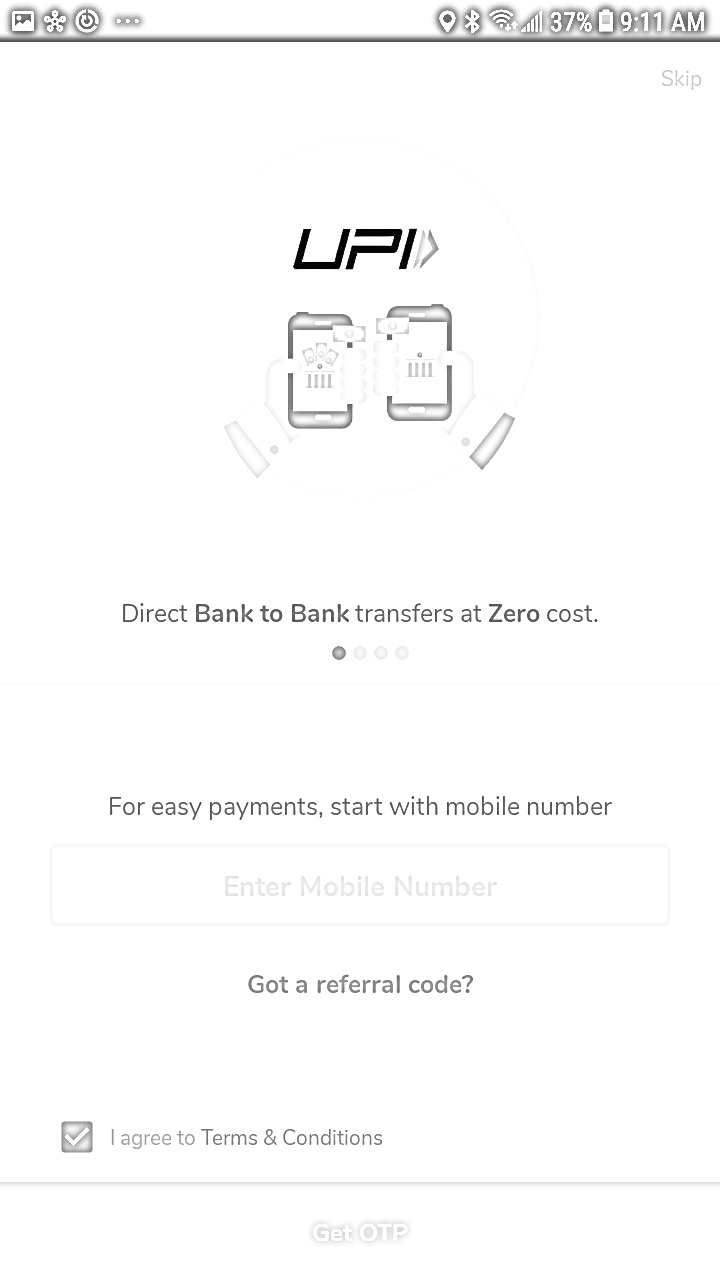 37% 9:11 AM
Skip
UPI
Direct Bank to Bank transfers at Zero cost.
For easy payments, start with mobile number
Enter Mobile Number
Got a referral code?
I agree to Terms & Conditions
Get OTP